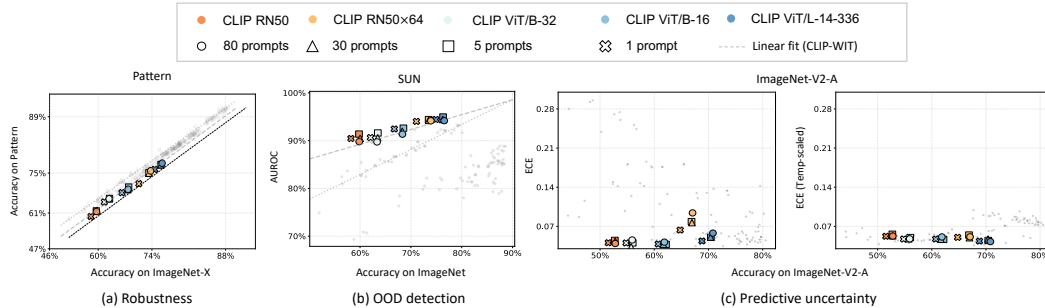 CLIP RN50 CLIP RN50×64 CLIP ViT/B-32 CLIP ViT/B-16 CLIP ViT/L-14-336
80 prompts 30 prompts 5 prompts 1 prompt Linear fit (CLIP-WIT)
Pattern
89%
75%
61%
47%
Accuracy on Pattern
46% 60% 74% 88%
Accuracy on ImageNet-X
(a) Robustness
SUN
100%
90%
80%
70%
AUROC
60% 70% 80% 90%
Accuracy on ImageNet
(b) OOD detection
ImageNet-V2-A
0.28
0.21
0.14
0.07
ECE
50% 60% 70% 80%
0.28
0.21
0.14
0.07
ECE (Temp-scaled)
50% 60% 70% 80%
Accuracy on ImageNet-V2-A
(c) Predictive uncertainty